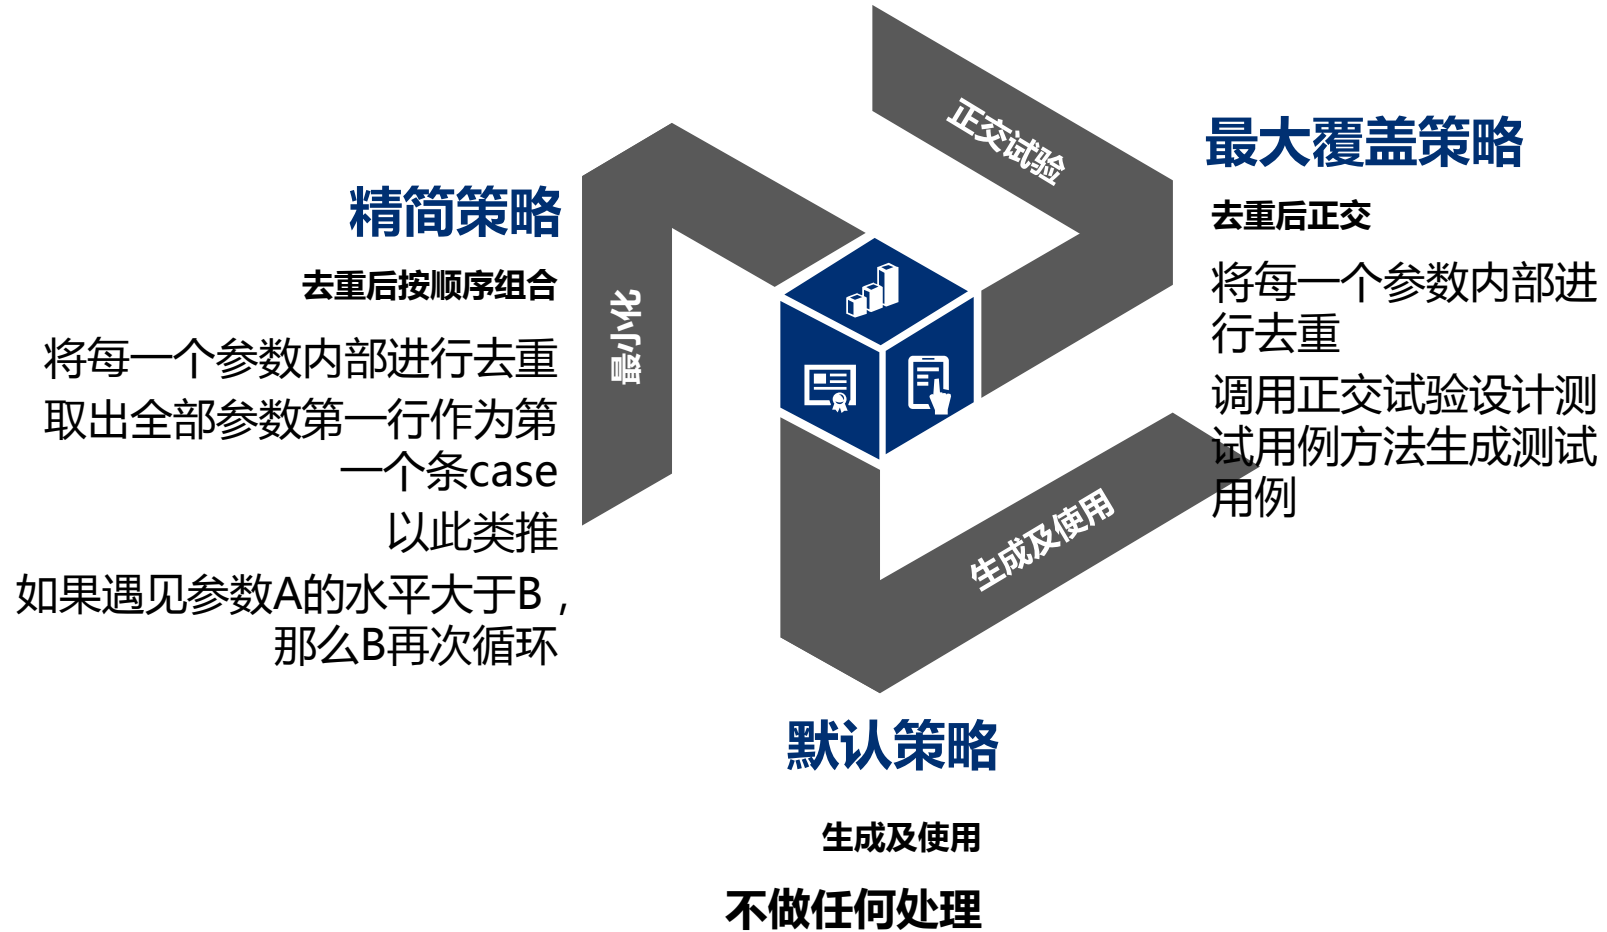 精简策略
去重后按顺序组合
将每一个参数内部进行去重
取出全部参数第一行作为第
一个条case
以此类推
如果遇见参数A的水平大于B，
那么B再次循环
最小化
正交试验
最大覆盖策略
去重后正交
将每一个参数内部进
行去重
调用正交试验设计测
试用例方法生成测试
用例
生成及使用
默认策略
生成及使用
不做任何处理